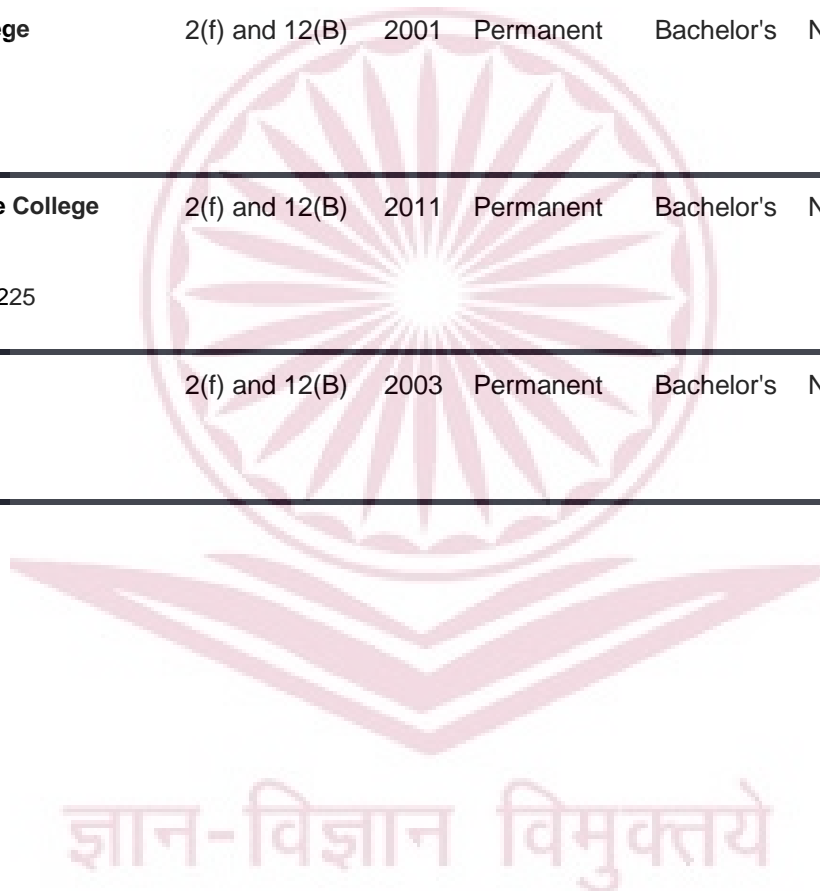 ege 2(f) and 12(B) 2001 Permanent Bachelor's N
e College 2(f) and 12(B) 2011 Permanent Bachelor's N
225
2(f) and 12(B) 2003 Permanent Bachelor's N
ज्ञान-विज्ञान विमुक्तये